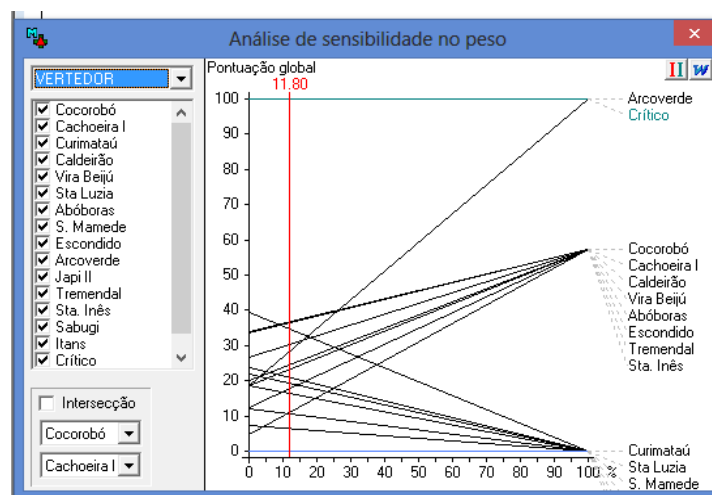 Análise de sensibilidade no peso
VERTEDOR
Cocorobó
Cachoeira I
Curimataú
Caldeirão
Vira Beijú
Sta Luzia
Abóboras
S. Mamede
Escondido
Arcoverde
Japi II
Tremendal
Sta. Inês
Sabugi
Itans
Crítico
Intersecção
Cocorobó
Cachoeira I
Pontuação global
11.80
100
90
80
70
60
50
40
30
20
10
0
0 10 20 30 40 50 60 70 80 90 100 %
Arcoverde
Crítico
Cocorobó
Cachoeira I
Caldeirão
Vira Beijú
Abóboras
Escondido
Tremendal
Sta. Inês
Curimataú
Sta Luzia
S. Mamede